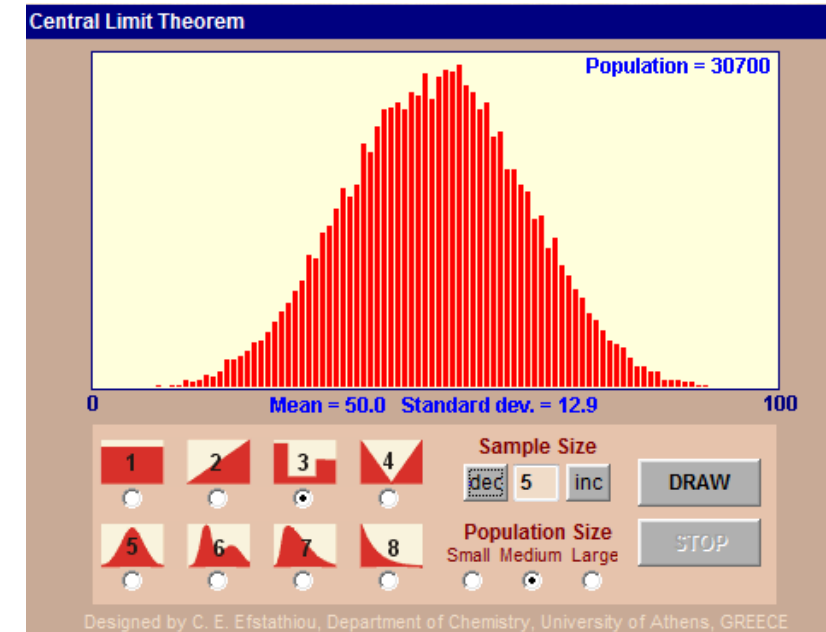 Central Limit Theorem
Population = 30700
0 Mean = 50.0 Standard dev. = 12.9 100
1 2 3 4
Sample Size
dec 5 inc
DRAW
5 6 7 8
Population Size
Small Medium Large
STOP
Designed by C. E. Efstathiou, Department of Chemistry, University of Athens, GREECE